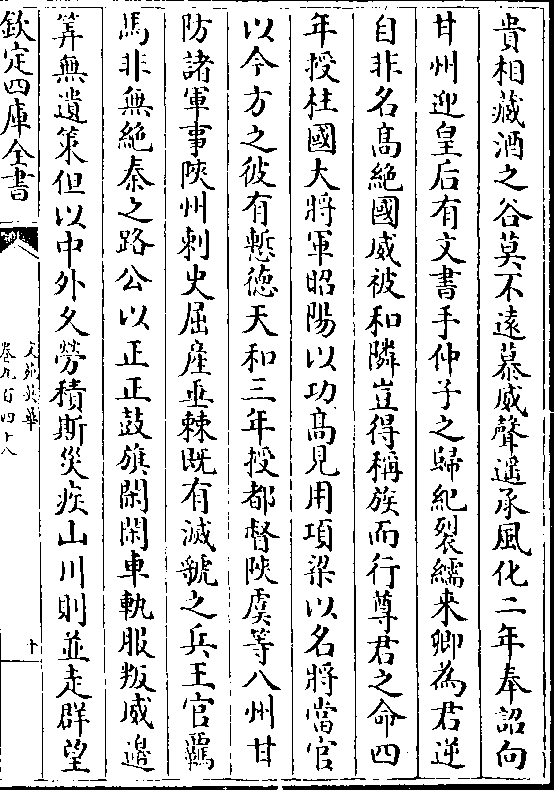 貴相藏酒之谷莫不遠慕威聲遥承風化二年奉詔向
甘州迎皇后有文書手仲子之歸紀裂繻来卿為君逆
自非名髙絶國威被和隣豈得稱族而行尊君之命四
年授柱國大將軍昭陽以功髙見用項梁以名將當官
以今方之彼有慙徳天和三年授都督陜虞等八州甘
防諸軍事陜州刺史屈産垂棘既有滅虢之兵王官羈
馬非無絶秦之路公以正正鼓旗閑閑車軌服叛威邉
筭無遺策但以中外久勞積斯災疾山川則並走群望
欽定四庫全書
文苑英華
卷九百四十八
十